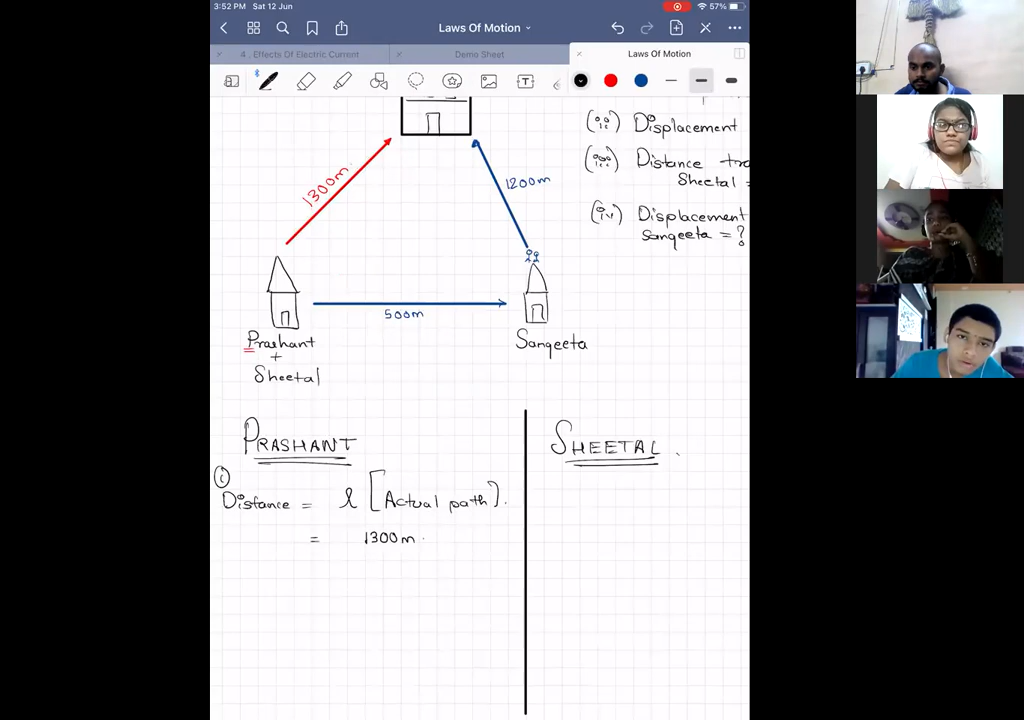 3:52 PM Sat 12 Jun
57%
Laws Of Motion
4 . Effects Of Electric Current
Demo Sheet
Laws Of Motion
T
(ii) Displacement
(iii) Distance tra
Sheetal =
(iv) Displacement
Sangeeta = ?
1300m
1200m
500m
Prashant
+
Sheetal
Sangeeta
PRASHANT
SHEETAL
(i)
Distance = l [Actual path].
= 1300m.